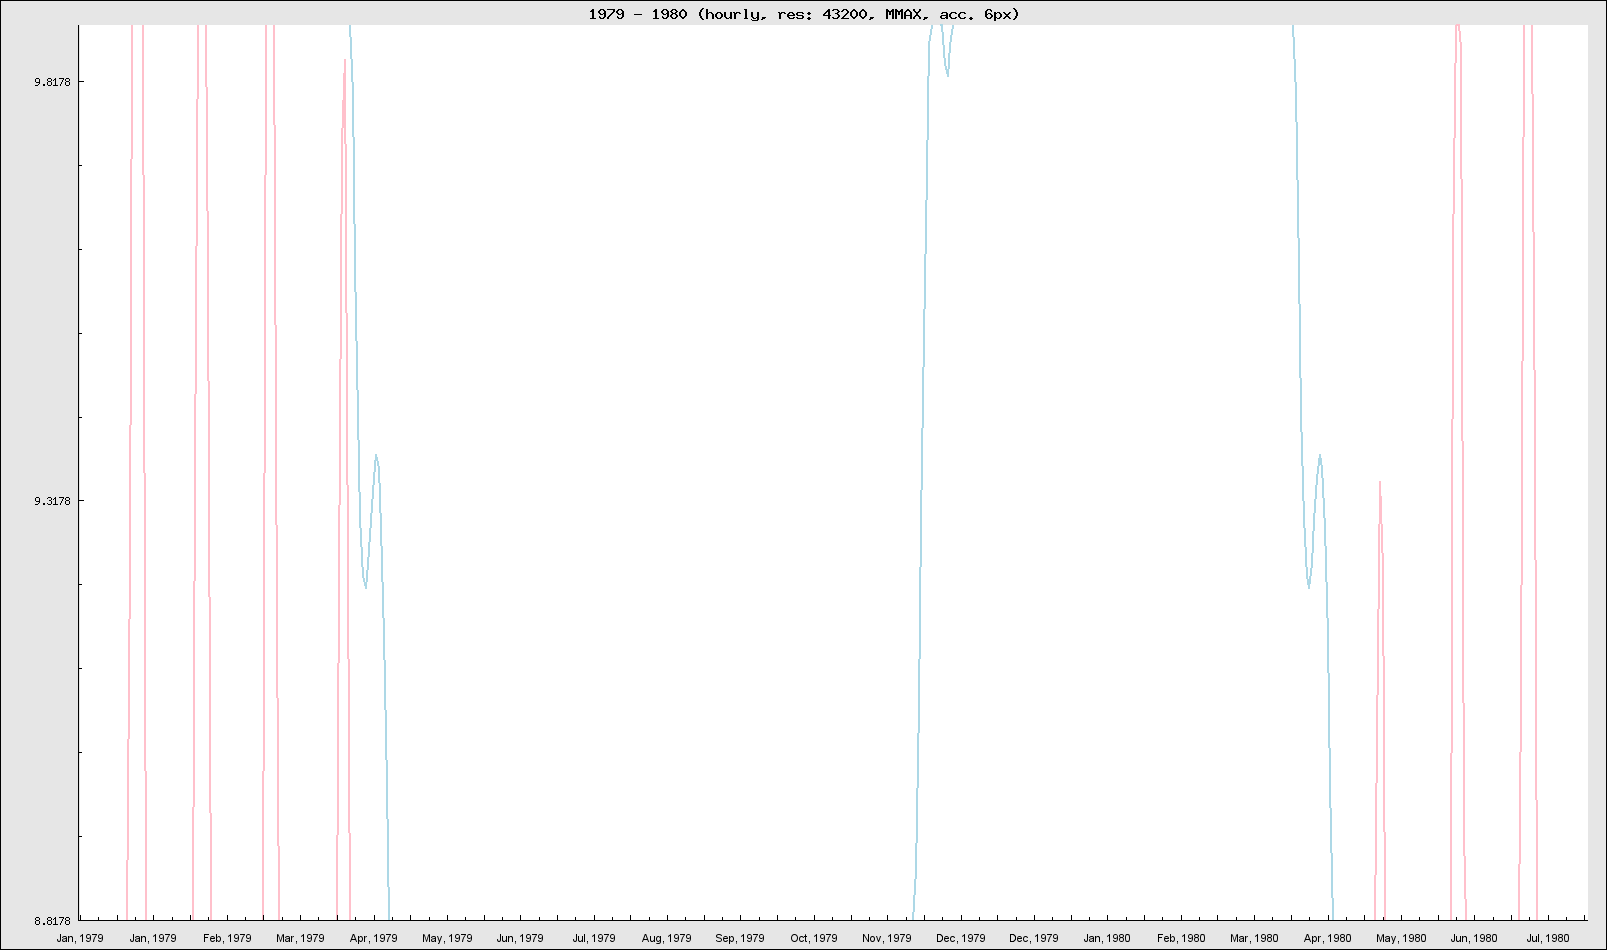 1979 - 1980 (hourly, res: 43200, MMAX, acc. 6px)
9.8178
9.3178
8.8178
Jan, 1979 Jan, 1979 Feb, 1979 Mar, 1979 Apr, 1979 May, 1979 Jun, 1979 Jul, 1979 Aug, 1979 Sep, 1979 Oct, 1979 Nov, 1979 Dec, 1979 Dec, 1979 Jan, 1980 Feb, 1980 Mar, 1980 Apr, 1980 May, 1980 Jun, 1980 Jul, 1980